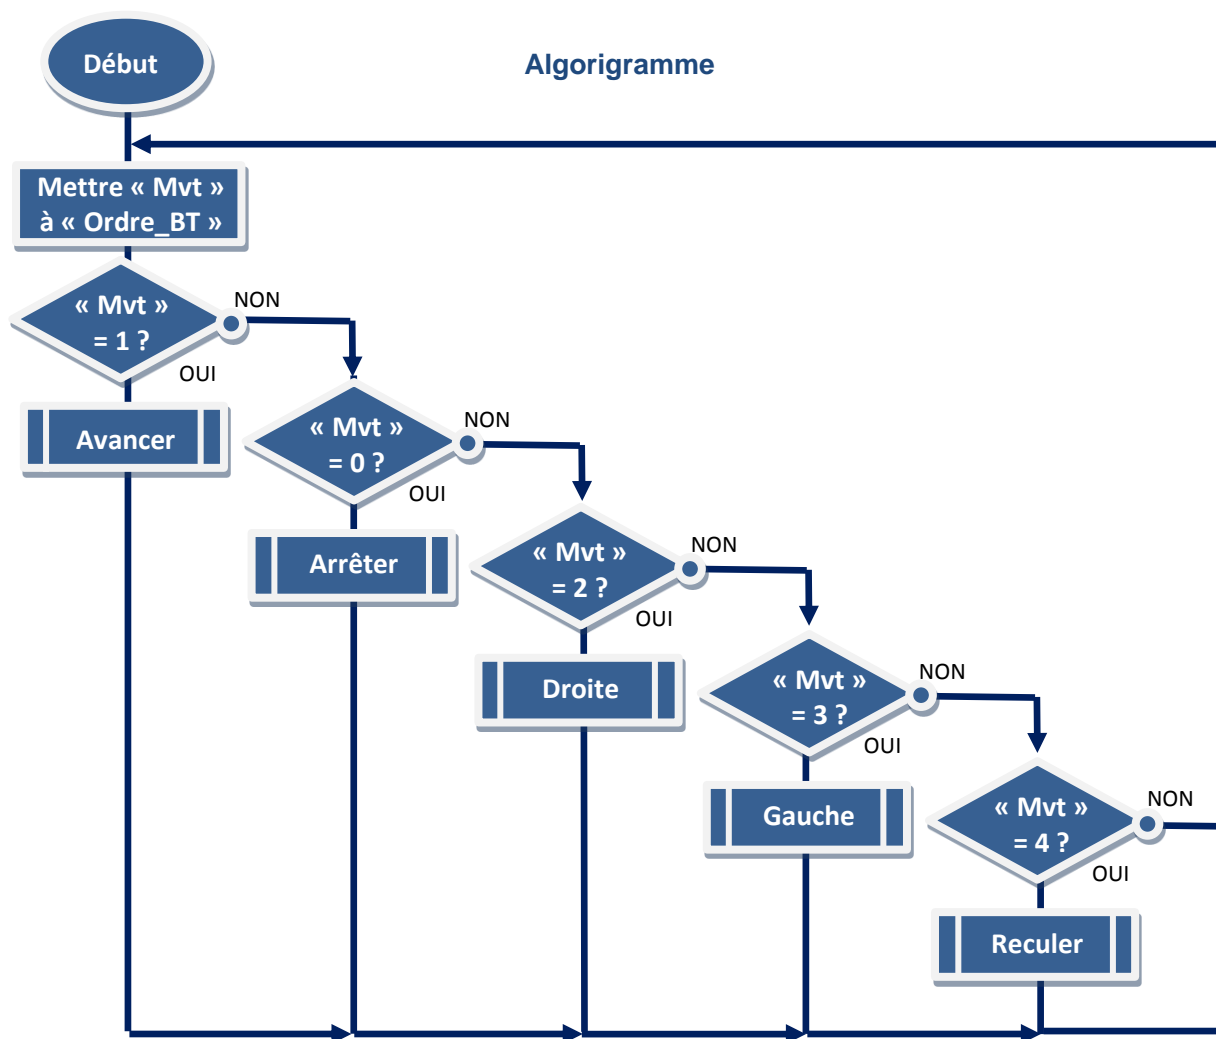 Début
Algorigramme
Mettre « Mvt »
à « Ordre_BT »
« Mvt »
= 1 ?
NON
OUI
Avancer
« Mvt »
= 0 ?
NON
OUI
Arrêter
« Mvt »
= 2 ?
NON
OUI
Droite
« Mvt »
= 3 ?
NON
OUI
Gauche
« Mvt »
= 4 ?
NON
OUI
Reculer